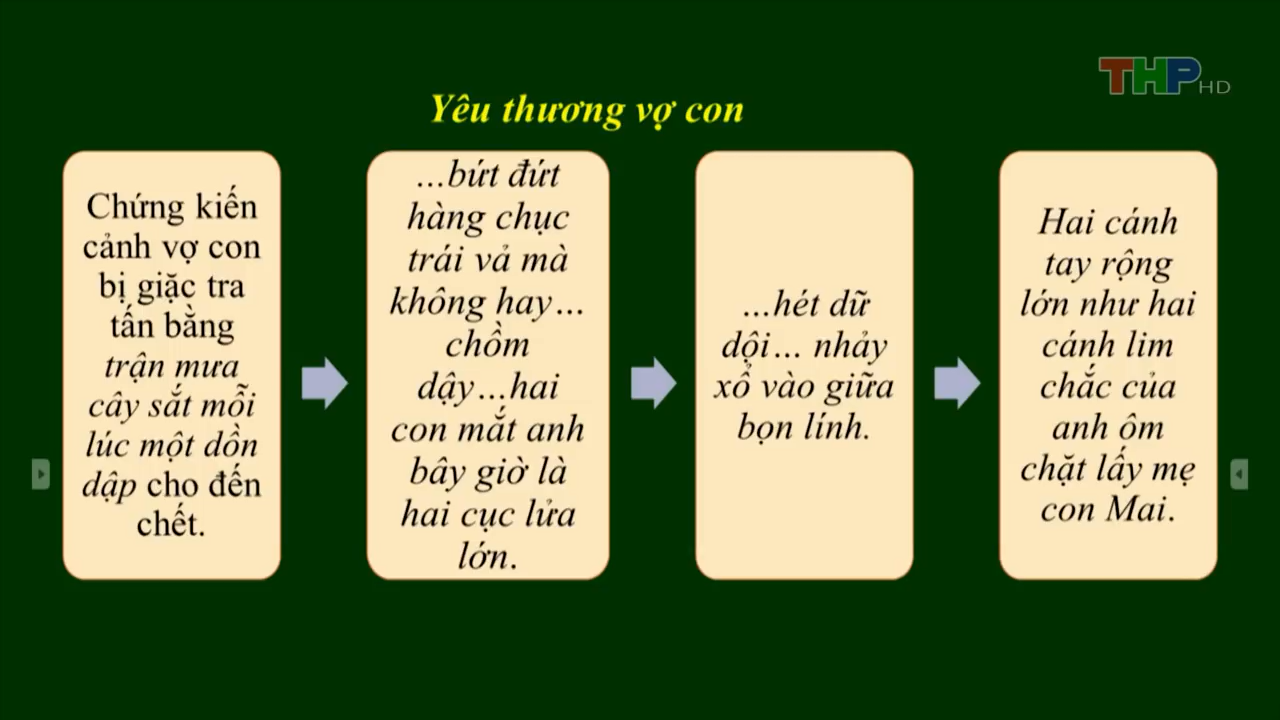 THP HD
Yêu thương vợ con
Chứng kiến
cảnh vợ con
bị giặc tra
tấn bằng
trận mưa
cây sắt mỗi
lúc một dồn
dập cho đến
chết.
...bứt đứt
hàng chục
trái vả mà
không hay...
chồm
dậy...hai
con mắt anh
bây giờ là
hai cục lửa
lớn.
...hét dữ
dội... nhảy
xổ vào giữa
bọn lính.
Hai cánh
tay rộng
lớn như hai
cánh lim
chắc của
anh ôm
chặt lấy mẹ
con Mai.